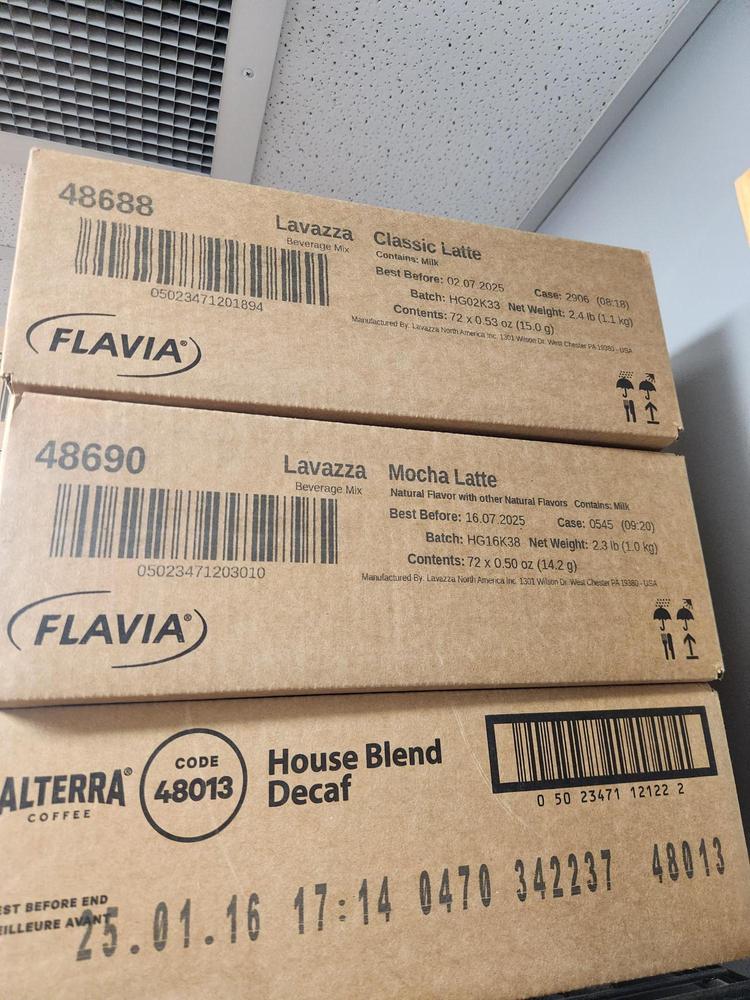 48688
05023471201894
FLAVIA®
Lavazza Classic Latte
Beverage Mix
Contains: Milk
Best Before: 02.07.2025 Case: 2906 (08:18)
Batch: HG02K33 Net Weight: 2.4 lb (1.1 kg)
Contents: 72 x 0.53 oz (15.0 g)
Manufactured By: Lavazza North America Inc. 1301 Wilson Dr. West Chester PA 19380 - USA
48690
05023471203010
FLAVIA®
Lavazza Mocha Latte
Beverage Mix
Natural Flavor with other Natural Flavors Contains: Milk
Best Before: 16.07.2025 Case: 0545 (09:20)
Batch: HG16K38 Net Weight: 2.3 lb (1.0 kg)
Contents: 72 x 0.50 oz (14.2 g)
Manufactured By. Lavazza North America Inc. 1301 Wilson Dr. West Chester PA 19380 - USA
ALTERRA®
COFFEE
CODE
48013
House Blend
Decaf
0 50 23471 12122 2
EST BEFORE END
EILLEURE AVANT
25.01.16 17:14 0470 342237 48013